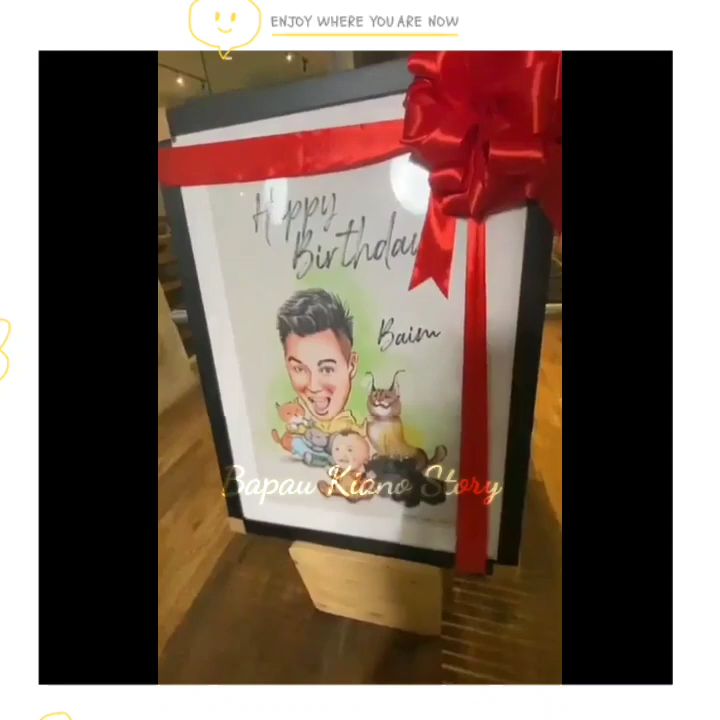 ENJOY WHERE YOU ARE NOW
Happy
Birthday
Baim
Bapau Kiano Story